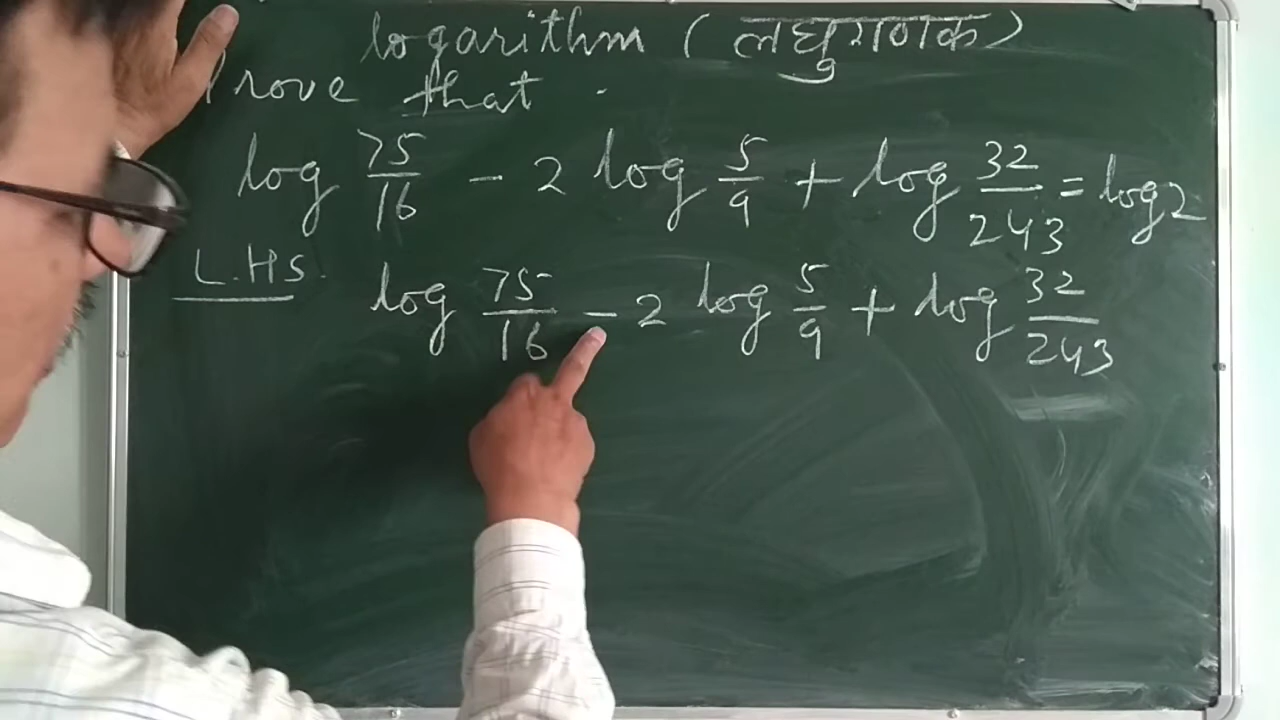 logarithm (लघुगणक)
Prove that
log 75/16 - 2 log 5/9 + log 32/243 = log 2
L.HS. log 75/16 - 2 log 5/9 + log 32/243